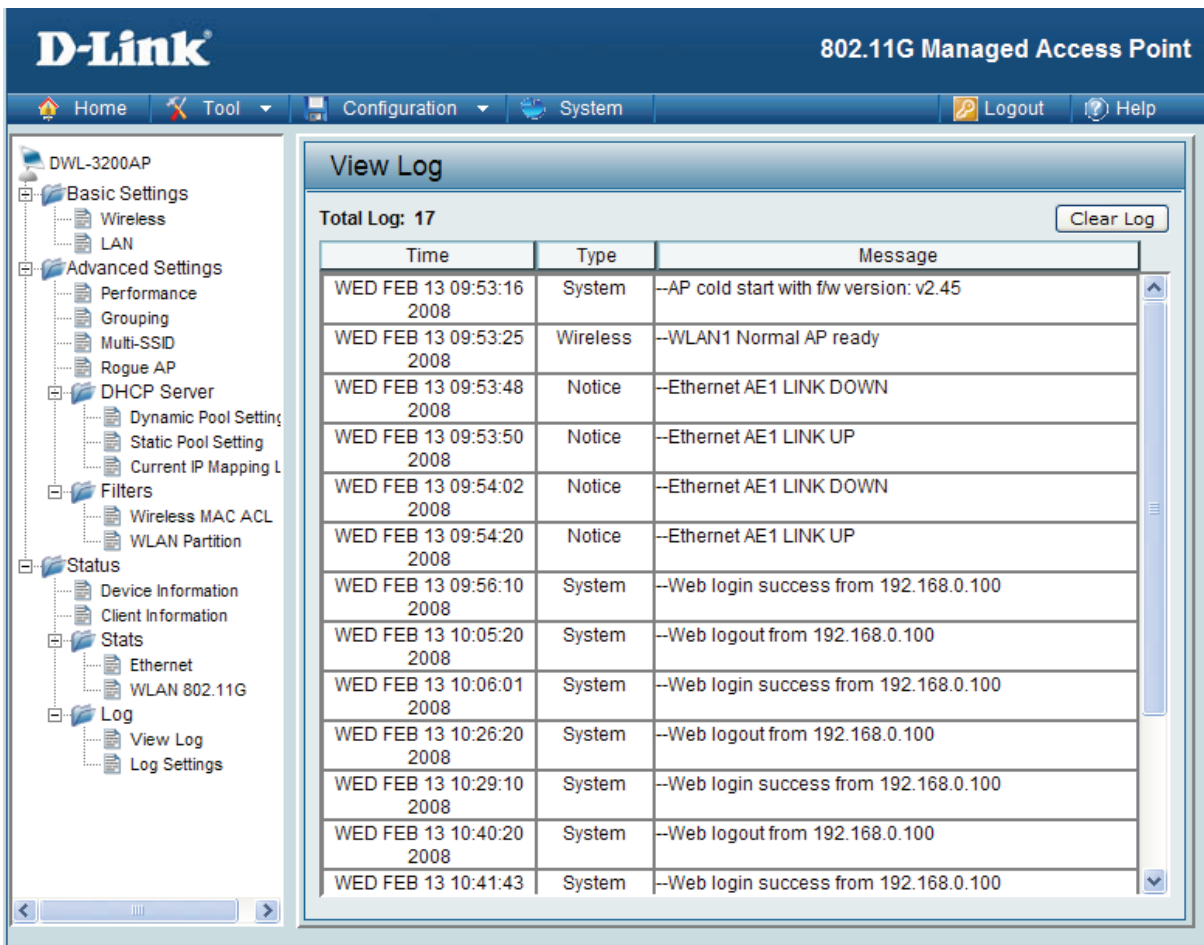 D-Link
802.11G Managed Access Point
Home Tool Configuration System Logout Help
DWL-3200AP
Basic Settings
Wireless
LAN
Advanced Settings
Performance
Grouping
Multi-SSID
Rogue AP
DHCP Server
Dynamic Pool Setting
Static Pool Setting
Current IP Mapping L
Filters
Wireless MAC ACL
WLAN Partition
Status
Device Information
Client Information
Stats
Ethernet
WLAN 802.11G
Log
View Log
Log Settings
View Log
Total Log: 17 Clear Log
Time Type Message
WED FEB 13 09:53:16 System --AP cold start with f/w version: v2.45
2008
WED FEB 13 09:53:25 Wireless --WLAN1 Normal AP ready
2008
WED FEB 13 09:53:48 Notice --Ethernet AE1 LINK DOWN
2008
WED FEB 13 09:53:50 Notice --Ethernet AE1 LINK UP
2008
WED FEB 13 09:54:02 Notice --Ethernet AE1 LINK DOWN
2008
WED FEB 13 09:54:20 Notice --Ethernet AE1 LINK UP
2008
WED FEB 13 09:56:10 System --Web login success from 192.168.0.100
2008
WED FEB 13 10:05:20 System --Web logout from 192.168.0.100
2008
WED FEB 13 10:06:01 System --Web login success from 192.168.0.100
2008
WED FEB 13 10:26:20 System --Web logout from 192.168.0.100
2008
WED FEB 13 10:29:10 System --Web login success from 192.168.0.100
2008
WED FEB 13 10:40:20 System --Web logout from 192.168.0.100
2008
WED FEB 13 10:41:43 System --Web login success from 192.168.0.100